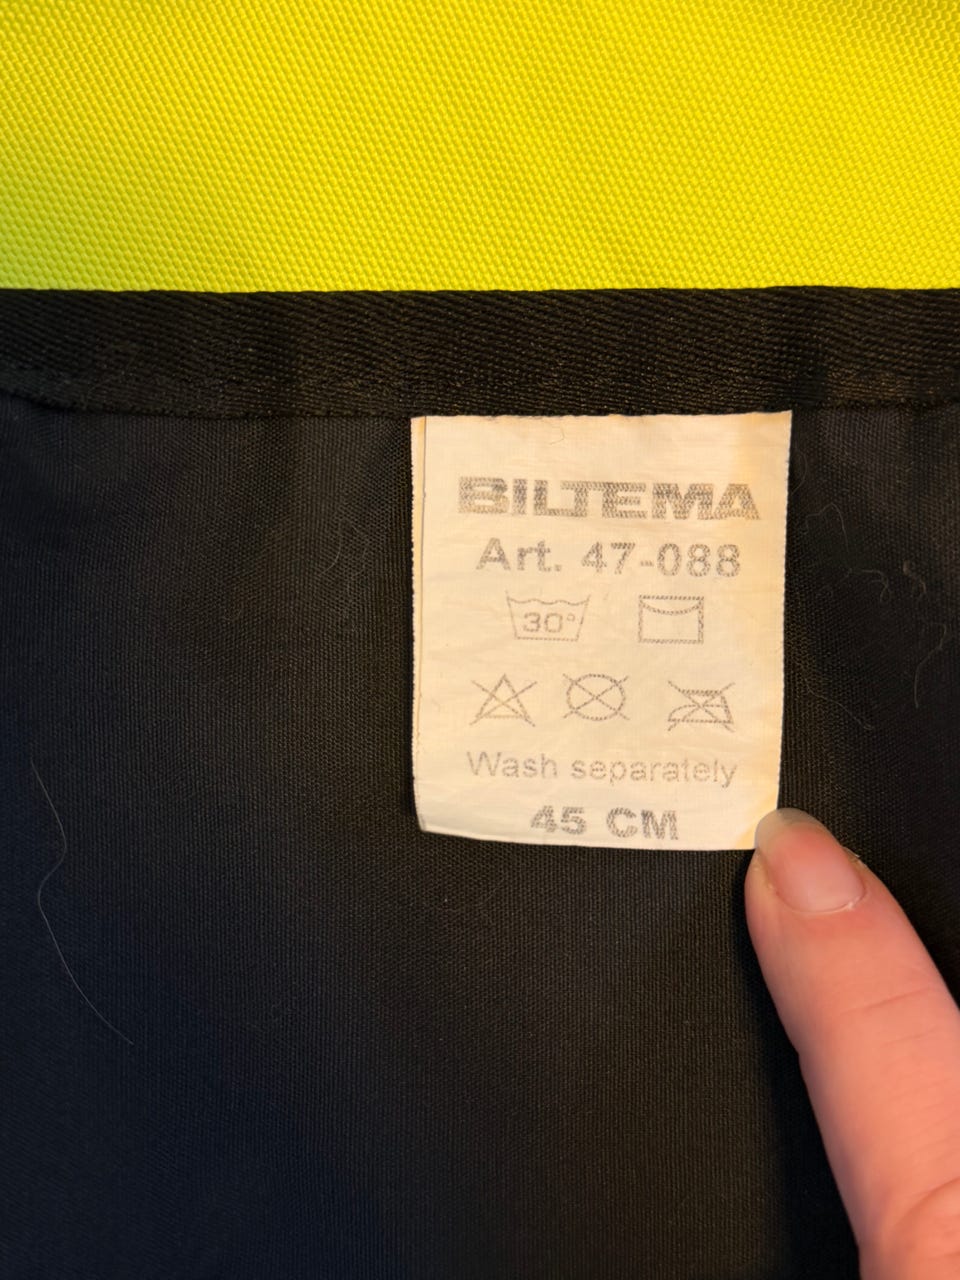 BILTEMA
Art. 47-088
30°
Wash separately
45 CM